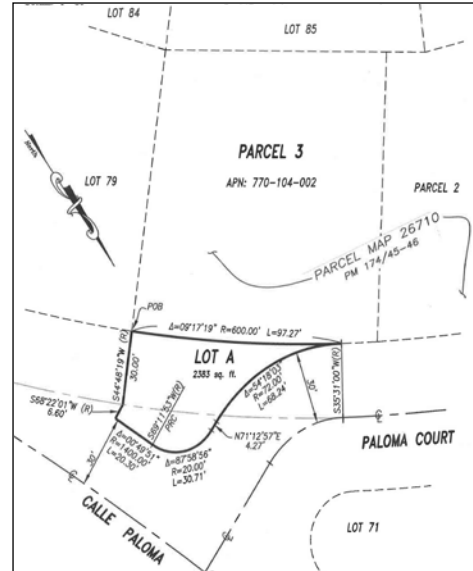 LOT 84
LOT 85
North
LOT 79
PARCEL 3
APN: 770-104-002
PARCEL 2
PARCEL MAP 26710
PM 174/45-46
POB
Δ=09°17'19" R=600.00' L=97.27'
LOT A
2383 sq. ft.
S44°48'19"W (R)
30.00'
S68°22'01"W (R)
6.60'
S69°11'53"W(R)
PRC
Δ=54°18'03"
R=72.00'
L=68.24'
30'
S35°31'00"W(R)
N71°12'57"E
4.27'
PALOMA COURT
Δ=00°49'51"
R=1400.00'
L=20.30'
Δ=87°58'56"
R=20.00'
L=30.71'
30'
CALLE PALOMA
LOT 71